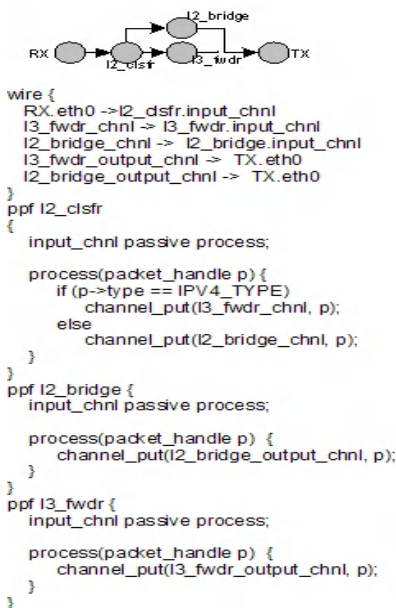 l2_bridge
RX
l2_clsfr
l3_fwdr
TX
wire {
RX.eth0 ->l2_clsfr.input_chnl
l3_fwdr_chnl -> l3_fwdr.input_chnl
l2_bridge_chnl -> l2_bridge.input_chnl
l3_fwdr_output_chnl -> TX.eth0
l2_bridge_output_chnl -> TX.eth0
}
ppf l2_clsfr
{
input_chnl passive process;
process(packet_handle p) {
if (p->type == IPV4_TYPE)
channel_put(l3_fwdr_chnl, p);
else
channel_put(l2_bridge_chnl, p);
}
}
ppf l2_bridge {
input_chnl passive process;
process(packet_handle p) {
channel_put(l2_bridge_output_chnl, p);
}
}
ppf l3_fwdr {
input_chnl passive process;
process(packet_handle p) {
channel_put(l3_fwdr_output_chnl, p);
}
}